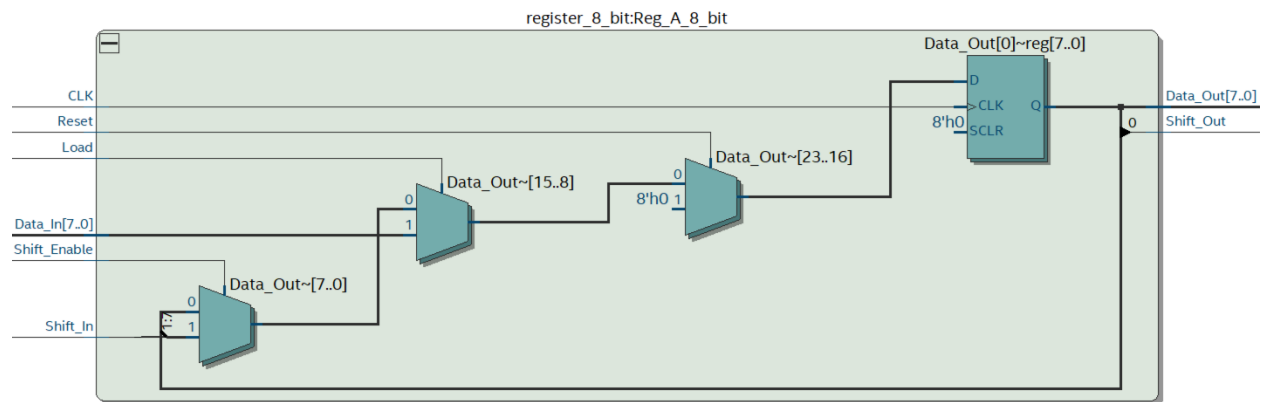 register_8_bit:Reg_A_8_bit
Data_Out[0]~reg[7..0]
CLK
D
CLK
Q
SCLR
8'h0
Data_Out[7..0]
0
Shift_Out
Reset
Load
Data_Out~[23..16]
0
8'h0 1
Data_Out~[15..8]
0
1
Data_In[7..0]
Shift_Enable
Data_Out~[7..0]
0
1
1:7
Shift_In